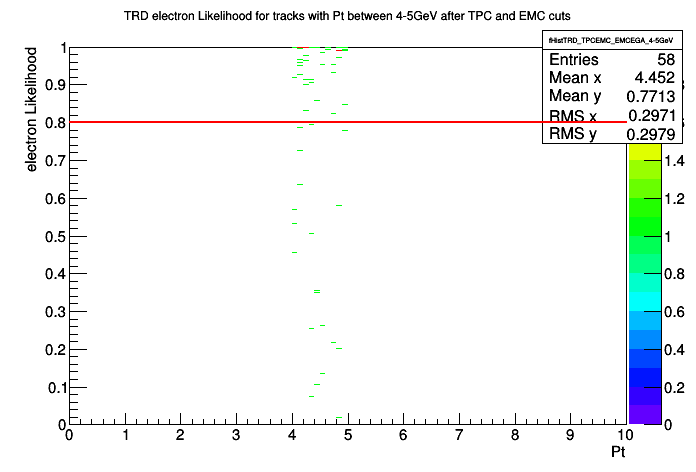 TRD electron Likelihood for tracks with Pt between 4-5GeV after TPC and EMC cuts
fHistTRD_TPCEMC_EMCEGA_4-5GeV
Entries 58
Mean x 4.452
Mean y 0.7713
RMS x 0.2971
RMS y 0.2979
electron Likelihood
1
0.9
0.8
0.7
0.6
0.5
0.4
0.3
0.2
0.1
0
0 1 2 3 4 5 6 7 8 9 10
Pt
1.4
1.2
1
0.8
0.6
0.4
0.2
0